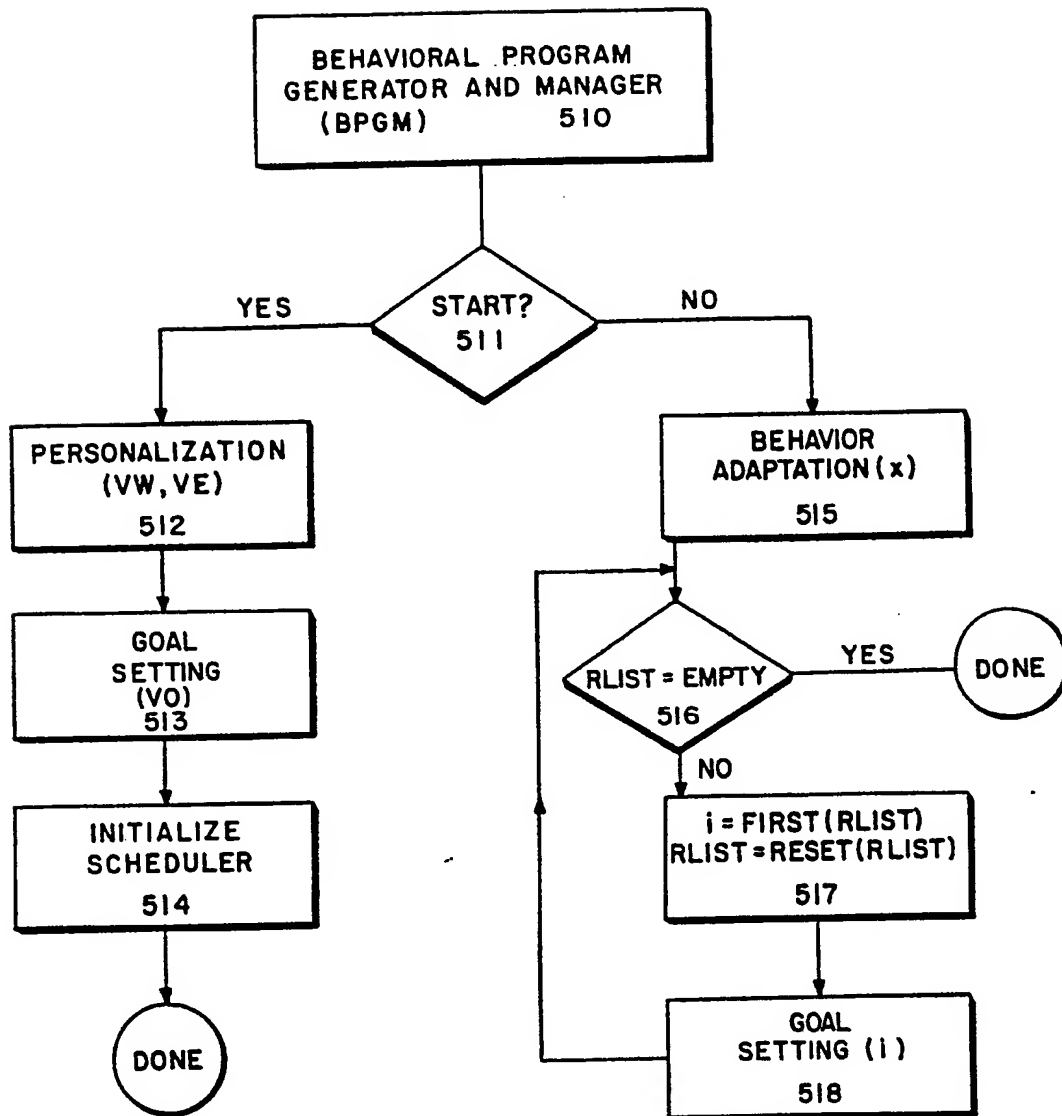 BEHAVIORAL PROGRAM
GENERATOR AND MANAGER
(BPGM) 510
START?
511
YES
NO
PERSONALIZATION
(VW, VE)
512
GOAL
SETTING
(VO)
513
INITIALIZE
SCHEDULER
514
DONE
BEHAVIOR
ADAPTATION (x)
515
RLIST = EMPTY
516
YES
DONE
NO
i = FIRST (RLIST)
RLIST = RESET (RLIST)
517
GOAL
SETTING (i)
518